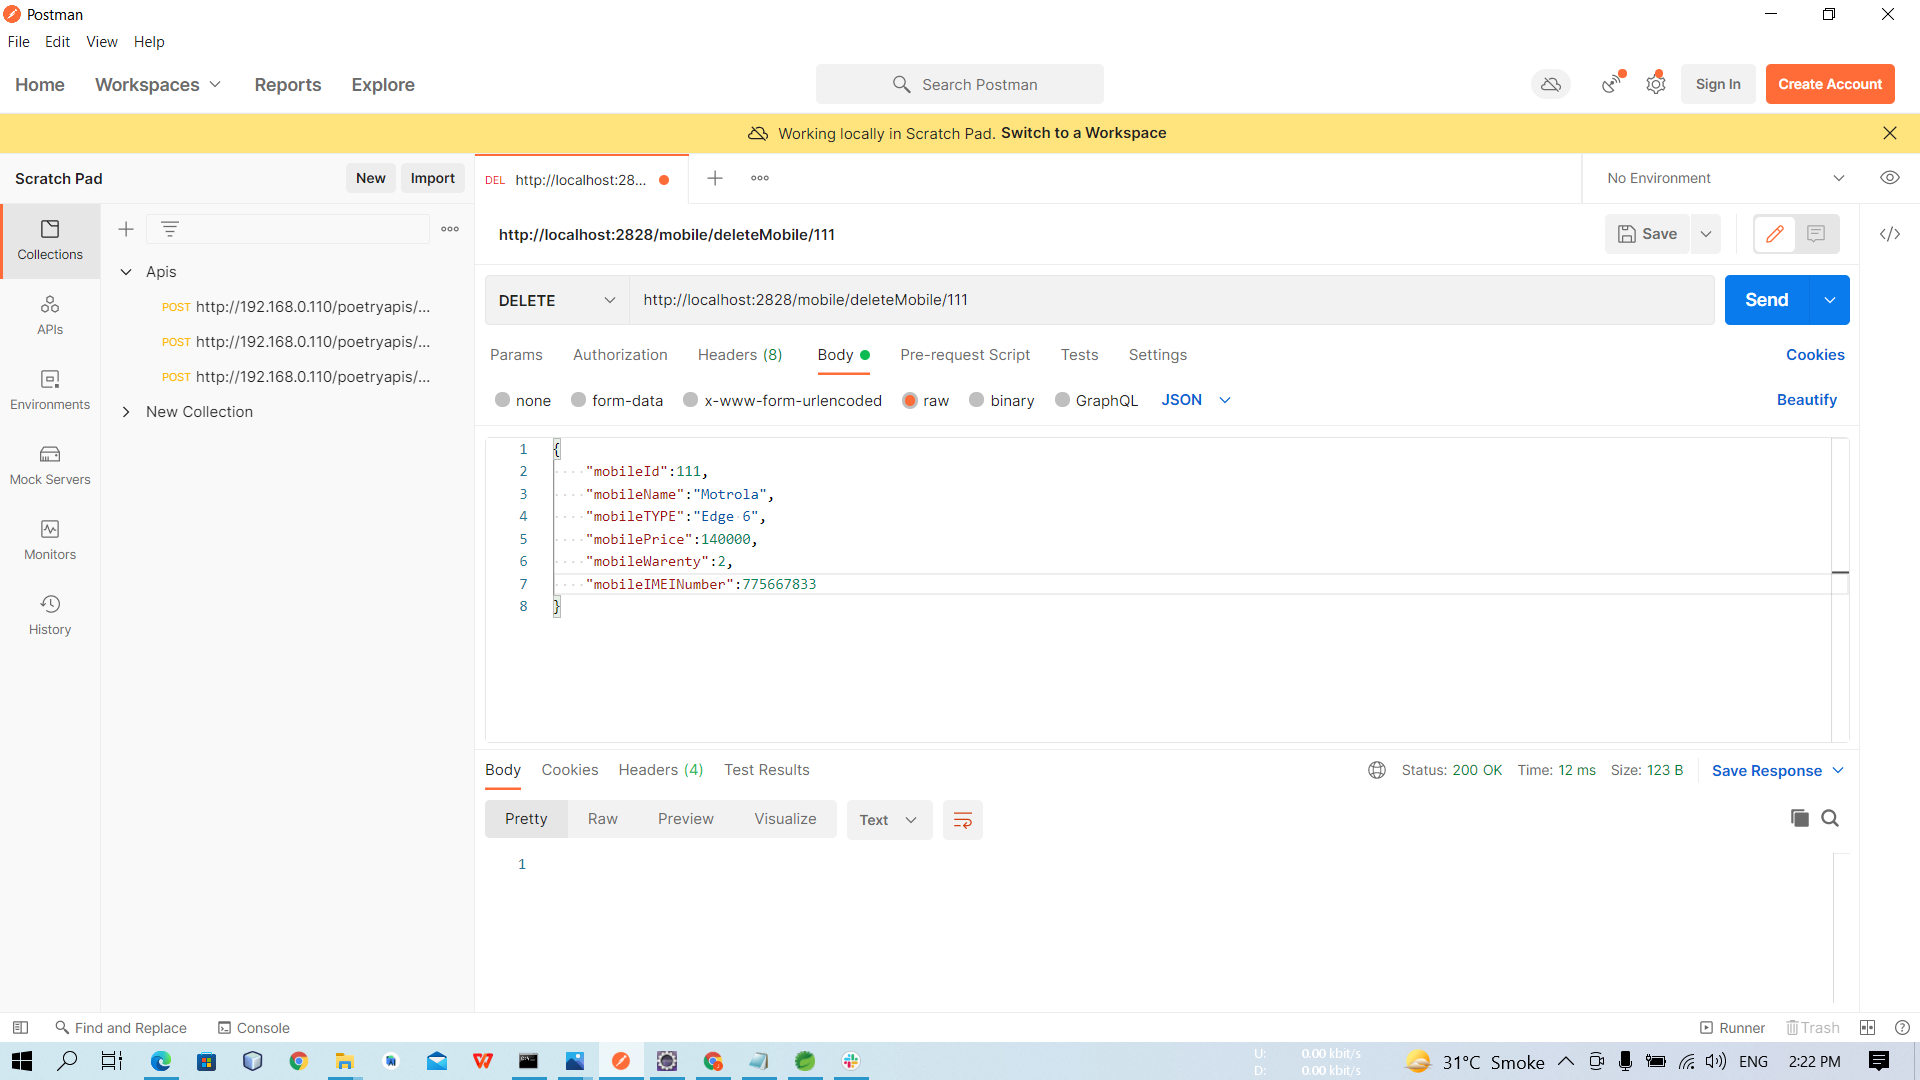 Postman
File Edit View Help
Home Workspaces Reports Explore
Search Postman
Sign In Create Account
Working locally in Scratch Pad. Switch to a Workspace
Scratch Pad New Import
DEL http://localhost:28...
No Environment
Collections
APIs
Environments
Mock Servers
Monitors
History
Apis
POST http://192.168.0.110/poetryapis/...
POST http://192.168.0.110/poetryapis/...
POST http://192.168.0.110/poetryapis/...
New Collection
http://localhost:2828/mobile/deleteMobile/111
Save
DELETE http://localhost:2828/mobile/deleteMobile/111 Send
Params Authorization Headers (8) Body Pre-request Script Tests Settings Cookies
none form-data x-www-form-urlencoded raw binary GraphQL JSON Beautify
1 {
2 "mobileId":111,
3 "mobileName":"Motrola",
4 "mobileTYPE":"Edge 6",
5 "mobilePrice":140000,
6 "mobileWarenty":2,
7 "mobileIMEINumber":775667833
8 }
Body Cookies Headers (4) Test Results Status: 200 OK Time: 12 ms Size: 123 B Save Response
Pretty Raw Preview Visualize Text
1
Find and Replace Console Runner Trash
U: 0.00 kbit/s
D: 0.00 kbit/s
31°C Smoke ENG 2:22 PM